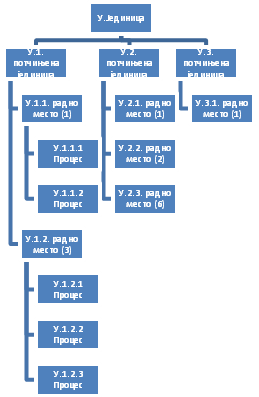 У. Јединица
У.1.
потчињена
јединица
У.2.
потчињена
јединица
У.3.
потчињена
јединица
У.1.1. радно
место (1)
У.2.1. радно
место (1)
У.3.1. радно
место (1)
У.1.1.1
Процес
У.2.2. радно
место (2)
У.1.1.2
Процес
У.2.3. радно
место (6)
У.1.2. радно
место (3)
У.1.2.1
Процес
У.1.2.2
Процес
У.1.2.3
Процес